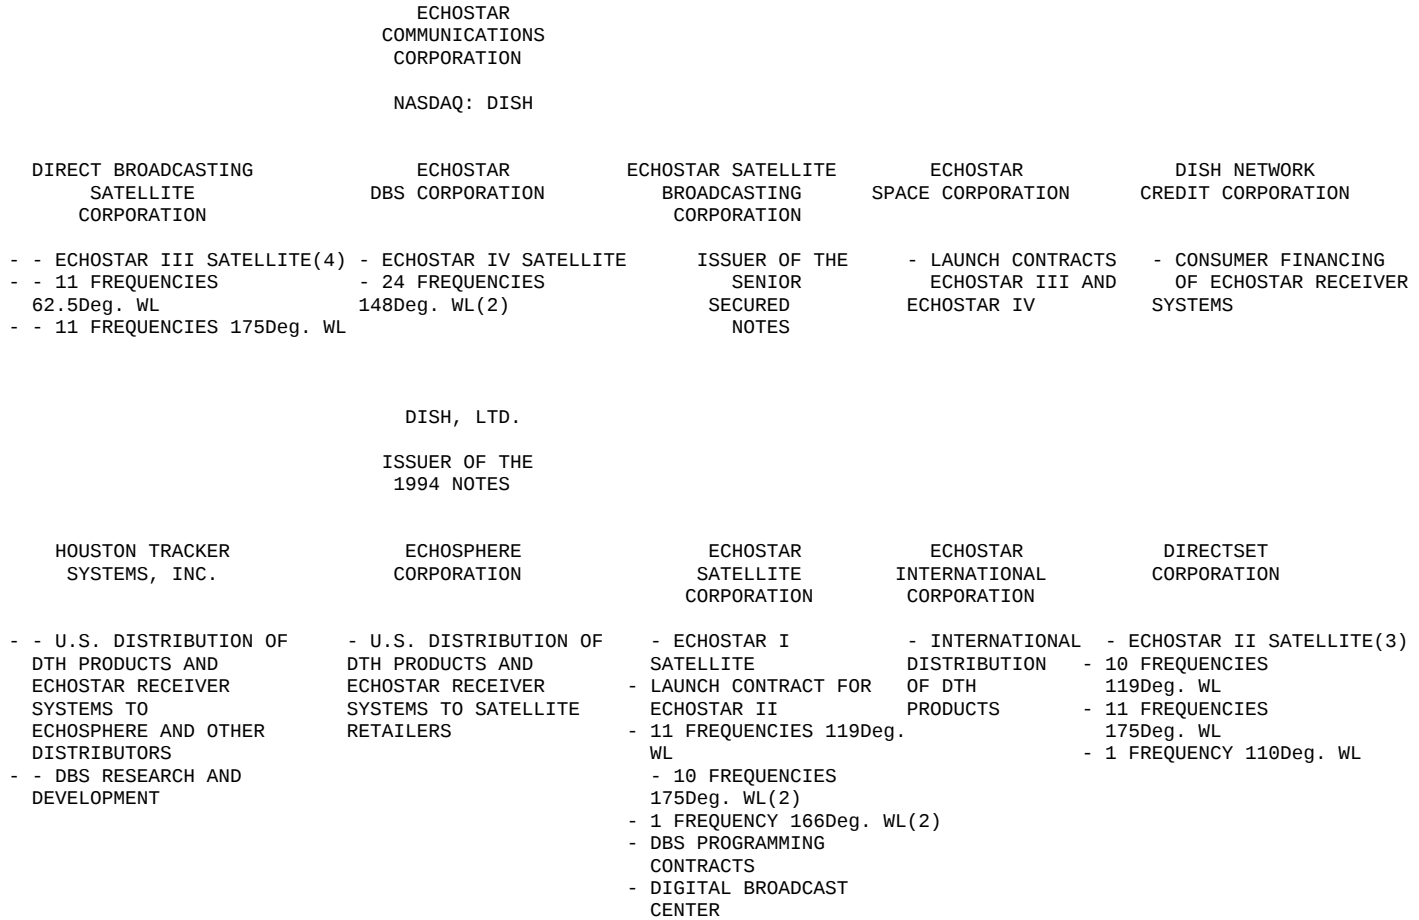 ECHOSTAR
COMMUNICATIONS
CORPORATION
NASDAQ: DISH
DIRECT BROADCASTING ECHOSTAR ECHOSTAR SATELLITE ECHOSTAR DISH NETWORK
SATELLITE DBS CORPORATION BROADCASTING SPACE CORPORATION CREDIT CORPORATION
CORPORATION CORPORATION
- - ECHOSTAR III SATELLITE(4) - ECHOSTAR IV SATELLITE ISSUER OF THE - LAUNCH CONTRACTS - CONSUMER FINANCING
- - 11 FREQUENCIES - 24 FREQUENCIES SENIOR ECHOSTAR III AND OF ECHOSTAR RECEIVER
62.5Deg. WL 148Deg. WL(2) SECURED ECHOSTAR IV SYSTEMS
- - 11 FREQUENCIES 175Deg. WL NOTES
DISH, LTD.
ISSUER OF THE
1994 NOTES
HOUSTON TRACKER ECHOSPHERE ECHOSTAR ECHOSTAR DIRECTSET
SYSTEMS, INC. CORPORATION SATELLITE INTERNATIONAL CORPORATION
CORPORATION CORPORATION
- - U.S. DISTRIBUTION OF - U.S. DISTRIBUTION OF - ECHOSTAR I - INTERNATIONAL - ECHOSTAR II SATELLITE(3)
DTH PRODUCTS AND DTH PRODUCTS AND SATELLITE DISTRIBUTION - 10 FREQUENCIES
ECHOSTAR RECEIVER ECHOSTAR RECEIVER - LAUNCH CONTRACT FOR OF DTH 119Deg. WL
SYSTEMS TO SYSTEMS TO SATELLITE ECHOSTAR II PRODUCTS - 11 FREQUENCIES
ECHOSPHERE AND OTHER RETAILERS - 11 FREQUENCIES 119Deg. 175Deg. WL
DISTRIBUTORS WL - 1 FREQUENCY 110Deg. WL
- - DBS RESEARCH AND - 10 FREQUENCIES
DEVELOPMENT 175Deg. WL(2)
- 1 FREQUENCY 166Deg. WL(2)
- DBS PROGRAMMING
CONTRACTS
- DIGITAL BROADCAST
CENTER